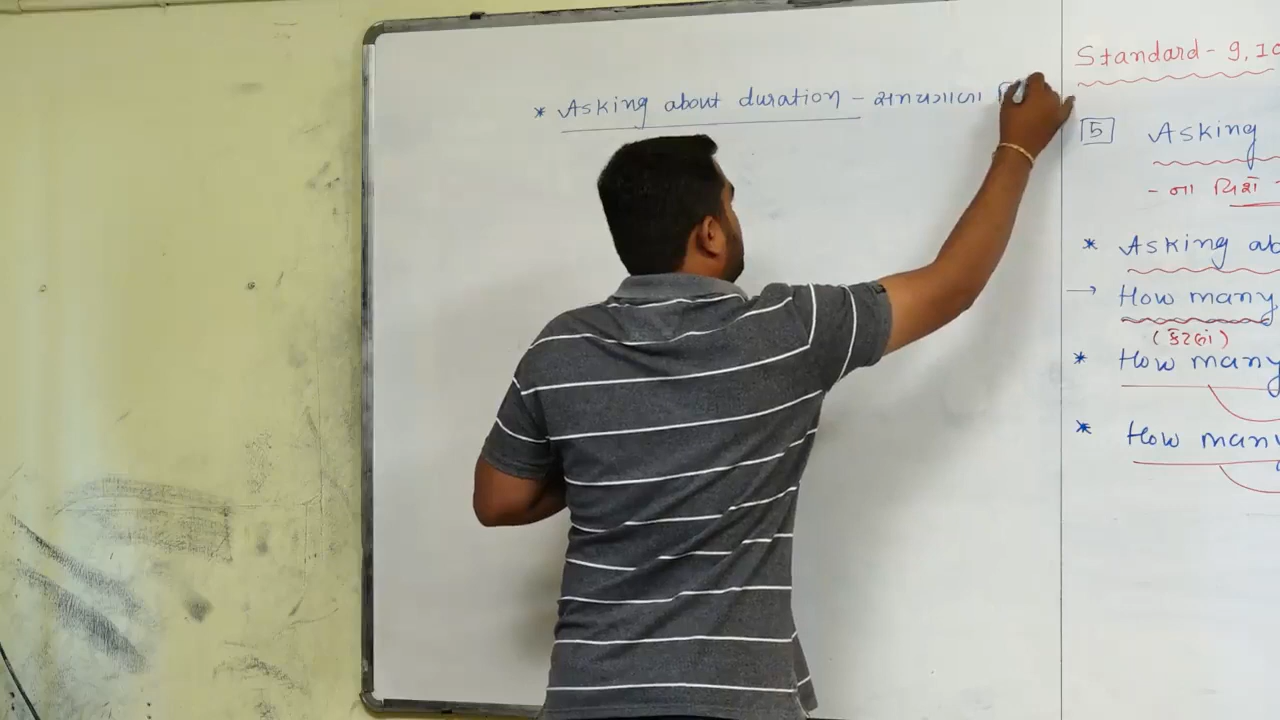 * Asking about duration - સમયગાળા
Standard - 9, 10
5 Asking
- ના વિશે
* Asking ab
→ How many
(કેટલાં)
* How many
* How many